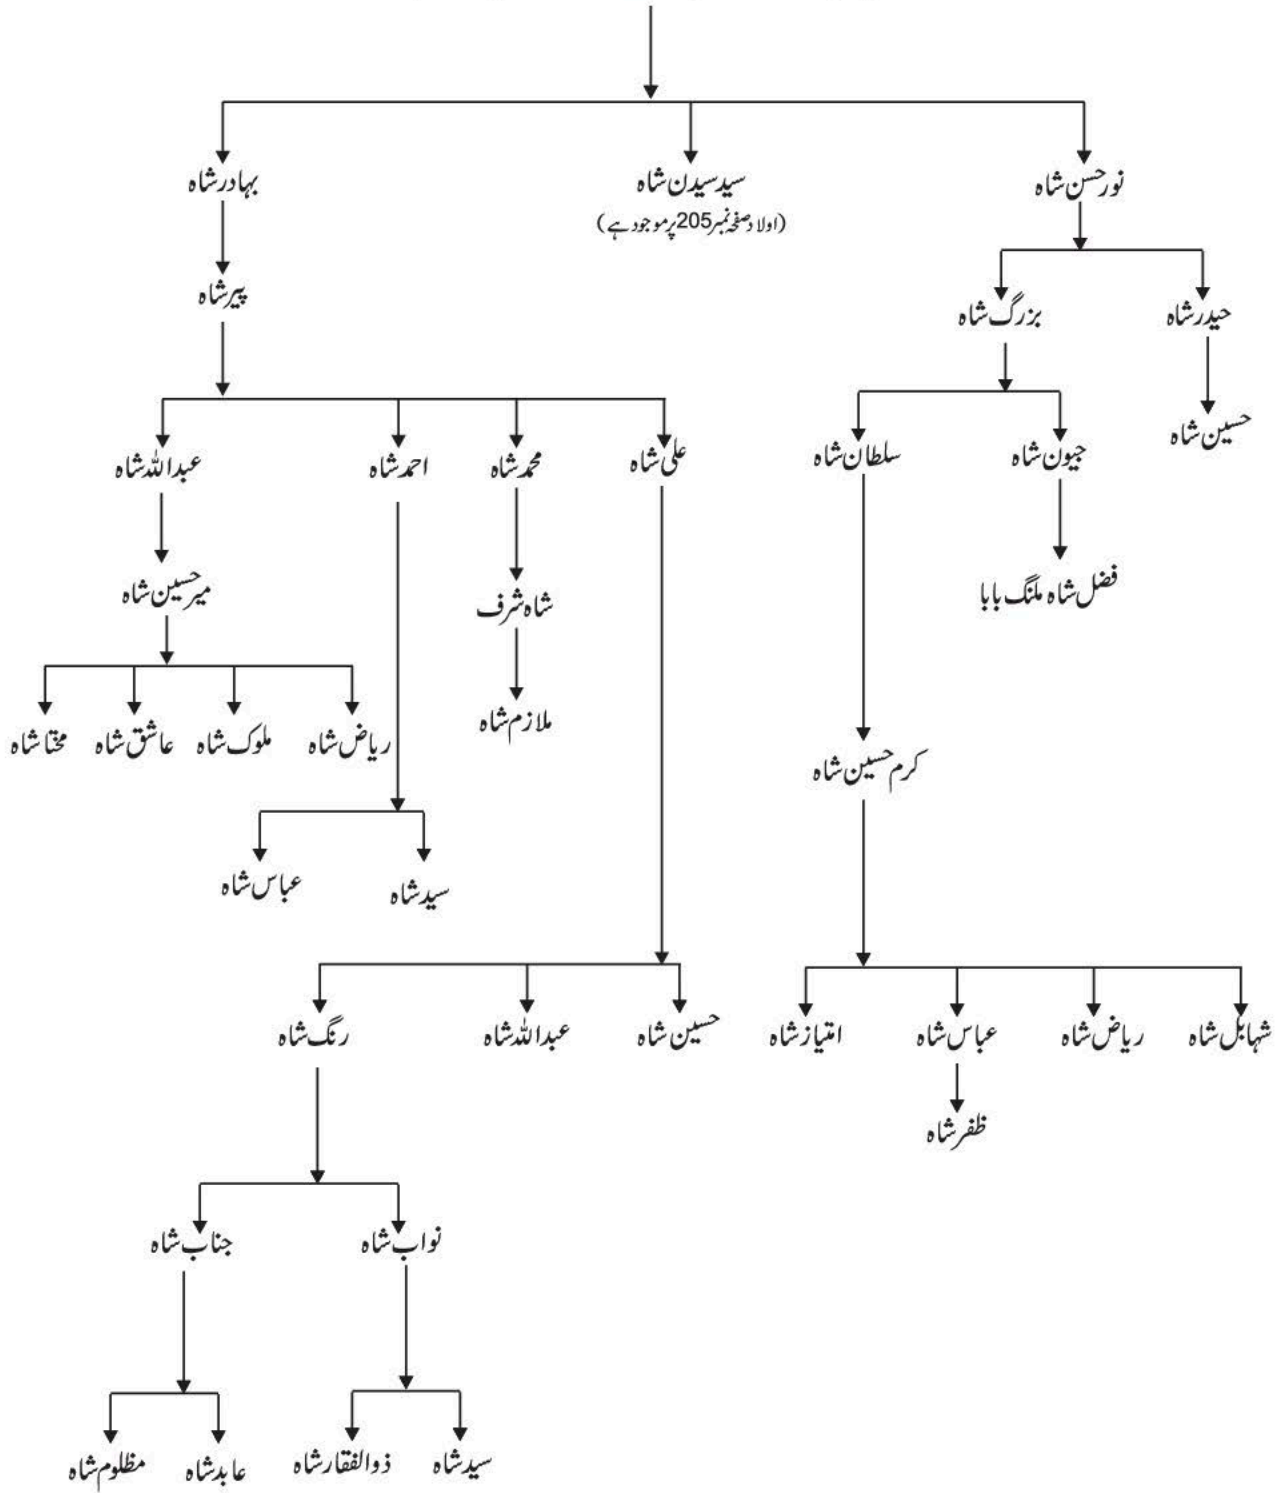 نور حسن شاہ
سید سیدن شاہ
بہادر شاہ
(اولاد صفحہ نمبر 205 پر موجود ہے)
پیر شاہ
حیدر شاہ
بزرگ شاہ
حسین شاہ
جیون شاہ
سلطان شاہ
علی شاہ
محمد شاہ
احمد شاہ
عبداللہ شاہ
فضل شاہ ملنگ بابا
شاہ شرف
میر حسین شاہ
ملازم شاہ
ریاض شاہ
ملوک شاہ
عاشق شاہ
مختا شاہ
کرم حسین شاہ
سید شاہ
عباس شاہ
شہابل شاہ
ریاض شاہ
عباس شاہ
امتیاز شاہ
حسین شاہ
عبداللہ شاہ
رنگ شاہ
ظفر شاہ
نواب شاہ
جناب شاہ
سید شاہ
ذوالفقار شاہ
عابد شاہ
مظلوم شاہ